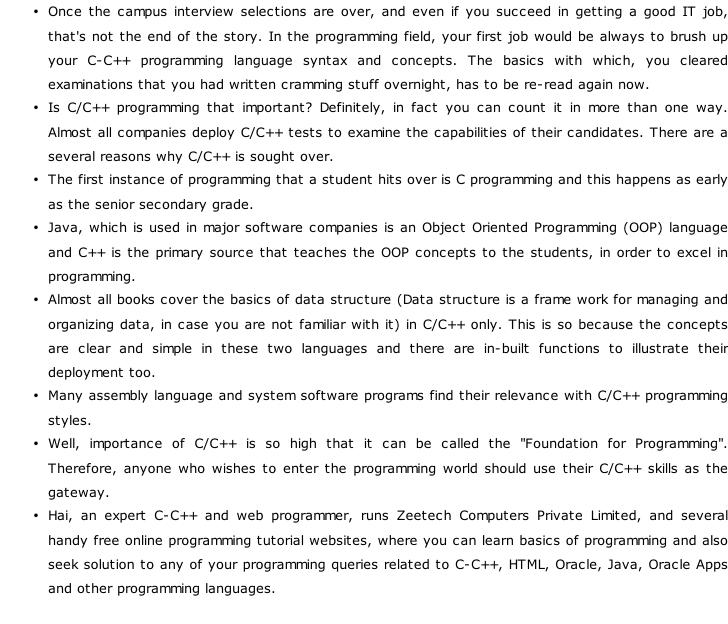 • Once the campus interview selections are over, and even if you succeed in getting a good IT job,
that's not the end of the story. In the programming field, your first job would be always to brush up
your C-C++ programming language syntax and concepts. The basics with which, you cleared
examinations that you had written cramming stuff overnight, has to be re-read again now.
• Is C/C++ programming that important? Definitely, in fact you can count it in more than one way.
Almost all companies deploy C/C++ tests to examine the capabilities of their candidates. There are a
several reasons why C/C++ is sought over.
• The first instance of programming that a student hits over is C programming and this happens as early
as the senior secondary grade.
• Java, which is used in major software companies is an Object Oriented Programming (OOP) language
and C++ is the primary source that teaches the OOP concepts to the students, in order to excel in
programming.
• Almost all books cover the basics of data structure (Data structure is a frame work for managing and
organizing data, in case you are not familiar with it) in C/C++ only. This is so because the concepts
are clear and simple in these two languages and there are in-built functions to illustrate their
deployment too.
• Many assembly language and system software programs find their relevance with C/C++ programming
styles.
• Well, importance of C/C++ is so high that it can be called the "Foundation for Programming".
Therefore, anyone who wishes to enter the programming world should use their C/C++ skills as the
gateway.
• Hai, an expert C-C++ and web programmer, runs Zeetech Computers Private Limited, and several
handy free online programming tutorial websites, where you can learn basics of programming and also
seek solution to any of your programming queries related to C-C++, HTML, Oracle, Java, Oracle Apps
and other programming languages.